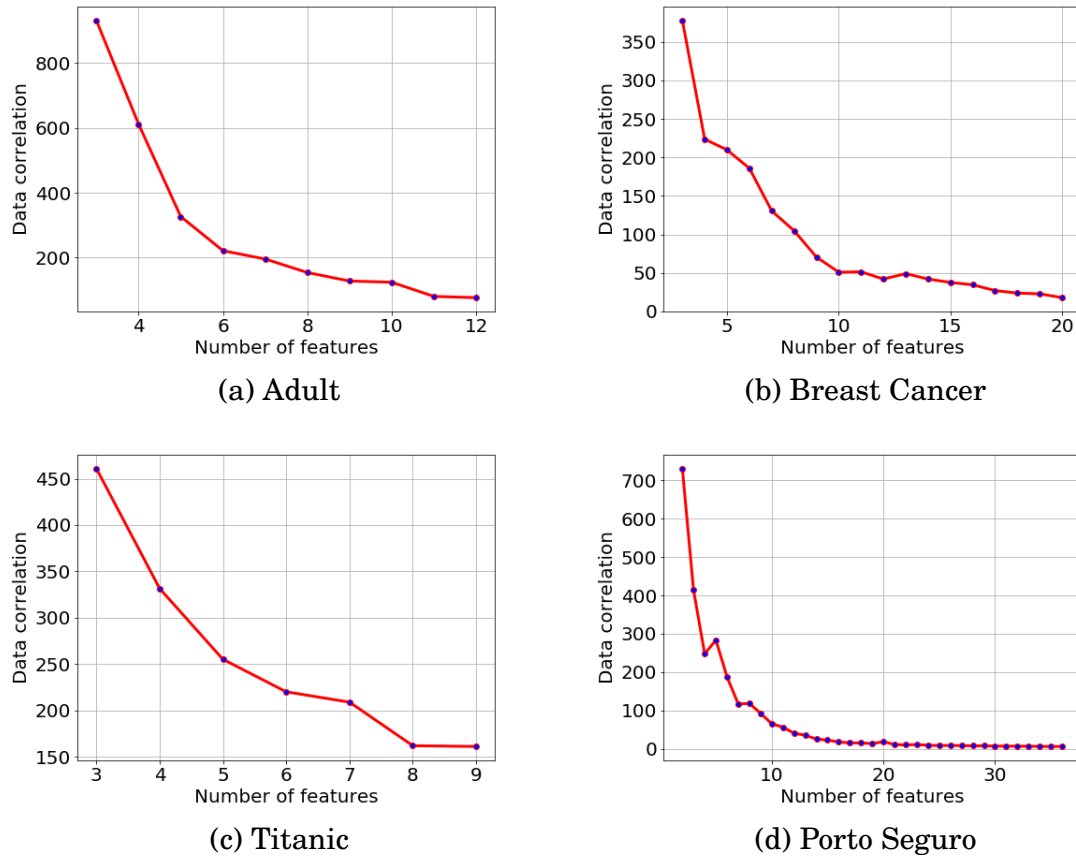 Data correlation
800
600
400
200
4 6 8 10 12
Number of features
(a) Adult
Data correlation
350
300
250
200
150
100
50
0
5 10 15 20
Number of features
(b) Breast Cancer
Data correlation
450
400
350
300
250
200
150
3 4 5 6 7 8 9
Number of features
(c) Titanic
Data correlation
700
600
500
400
300
200
100
0
10 20 30
Number of features
(d) Porto Seguro